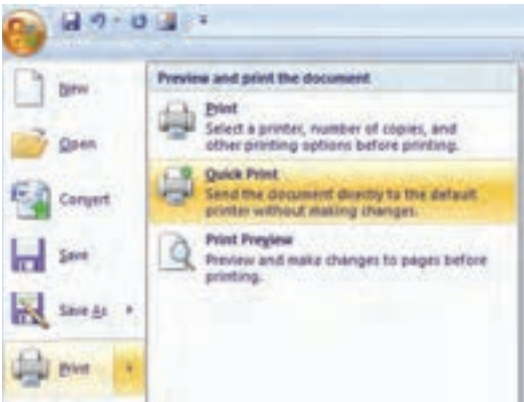 New
Open
Convert
Save
Save As
Print
Preview and print the document
Print
Select a printer, number of copies, and
other printing options before printing.
Quick Print
Send the document directly to the default
printer without making changes.
Print Preview
Preview and make changes to pages before
printing.